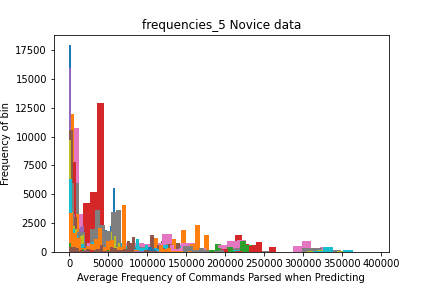 frequencies_5 Novice data
Frequency of bin
17500
15000
12500
10000
7500
5000
2500
0
0 50000 100000 150000 200000 250000 300000 350000 400000
Average Frequency of Commands Parsed when Predicting